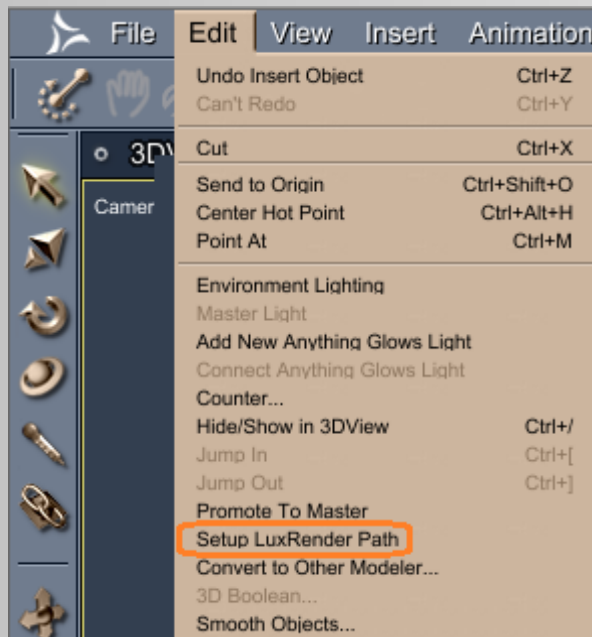 File Edit View Insert Animation
3DV
Camer
Undo Insert Object Ctrl+Z
Can't Redo Ctrl+Y
Cut Ctrl+X
Send to Origin Ctrl+Shift+O
Center Hot Point Ctrl+Alt+H
Point At Ctrl+M
Environment Lighting
Master Light
Add New Anything Glows Light
Connect Anything Glows Light
Counter...
Hide/Show in 3DView Ctrl+/
Jump In Ctrl+[
Jump Out Ctrl+]
Promote To Master
Setup LuxRender Path
Convert to Other Modeler...
3D Boolean...
Smooth Objects...